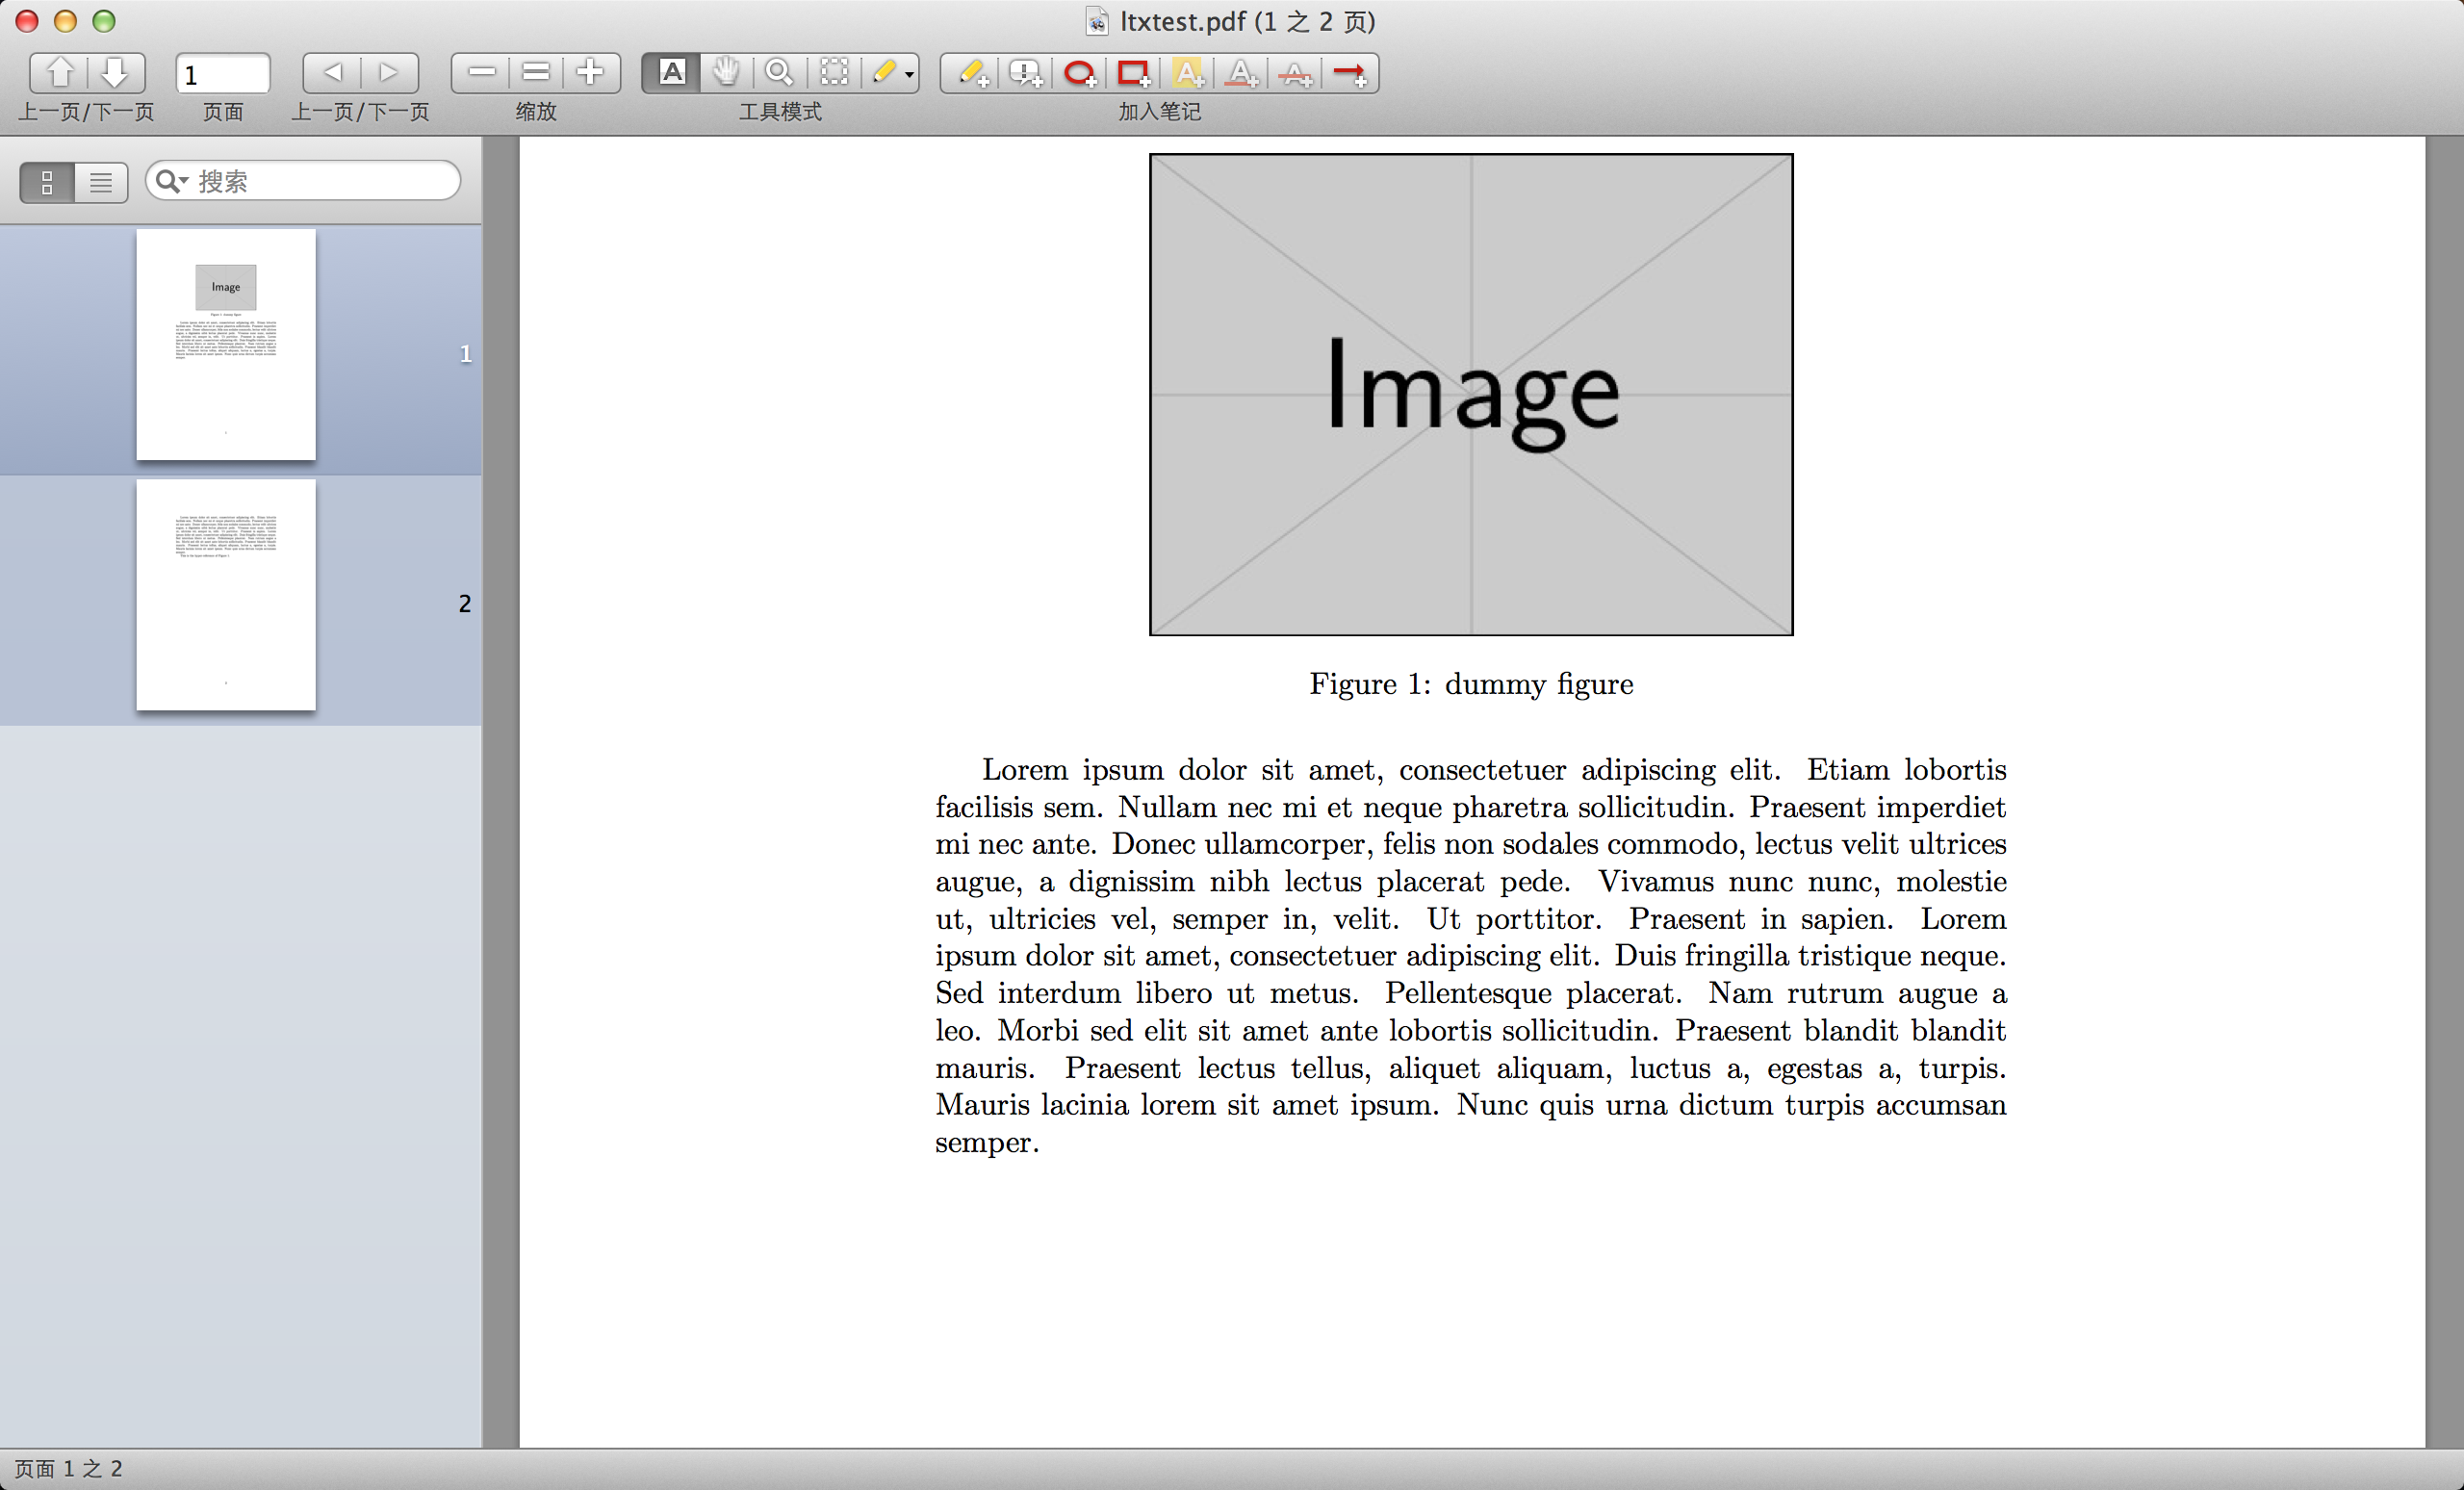 ltxtest.pdf (1 之 2 页)
1
上一页/下一页
页面
上一页/下一页
缩放
工具模式
加入笔记
搜索
Image
1
2
Image
Figure 1: dummy figure
Lorem ipsum dolor sit amet, consectetuer adipiscing elit. Etiam lobortis
facilisis sem. Nullam nec mi et neque pharetra sollicitudin. Praesent imperdiet
mi nec ante. Donec ullamcorper, felis non sodales commodo, lectus velit ultrices
augue, a dignissim nibh lectus placerat pede. Vivamus nunc nunc, molestie
ut, ultricies vel, semper in, velit. Ut porttitor. Praesent in sapien. Lorem
ipsum dolor sit amet, consectetuer adipiscing elit. Duis fringilla tristique neque.
Sed interdum libero ut metus. Pellentesque placerat. Nam rutrum augue a
leo. Morbi sed elit sit amet ante lobortis sollicitudin. Praesent blandit blandit
mauris. Praesent lectus tellus, aliquet aliquam, luctus a, egestas a, turpis.
Mauris lacinia lorem sit amet ipsum. Nunc quis urna dictum turpis accumsan
semper.
页面 1 之 2